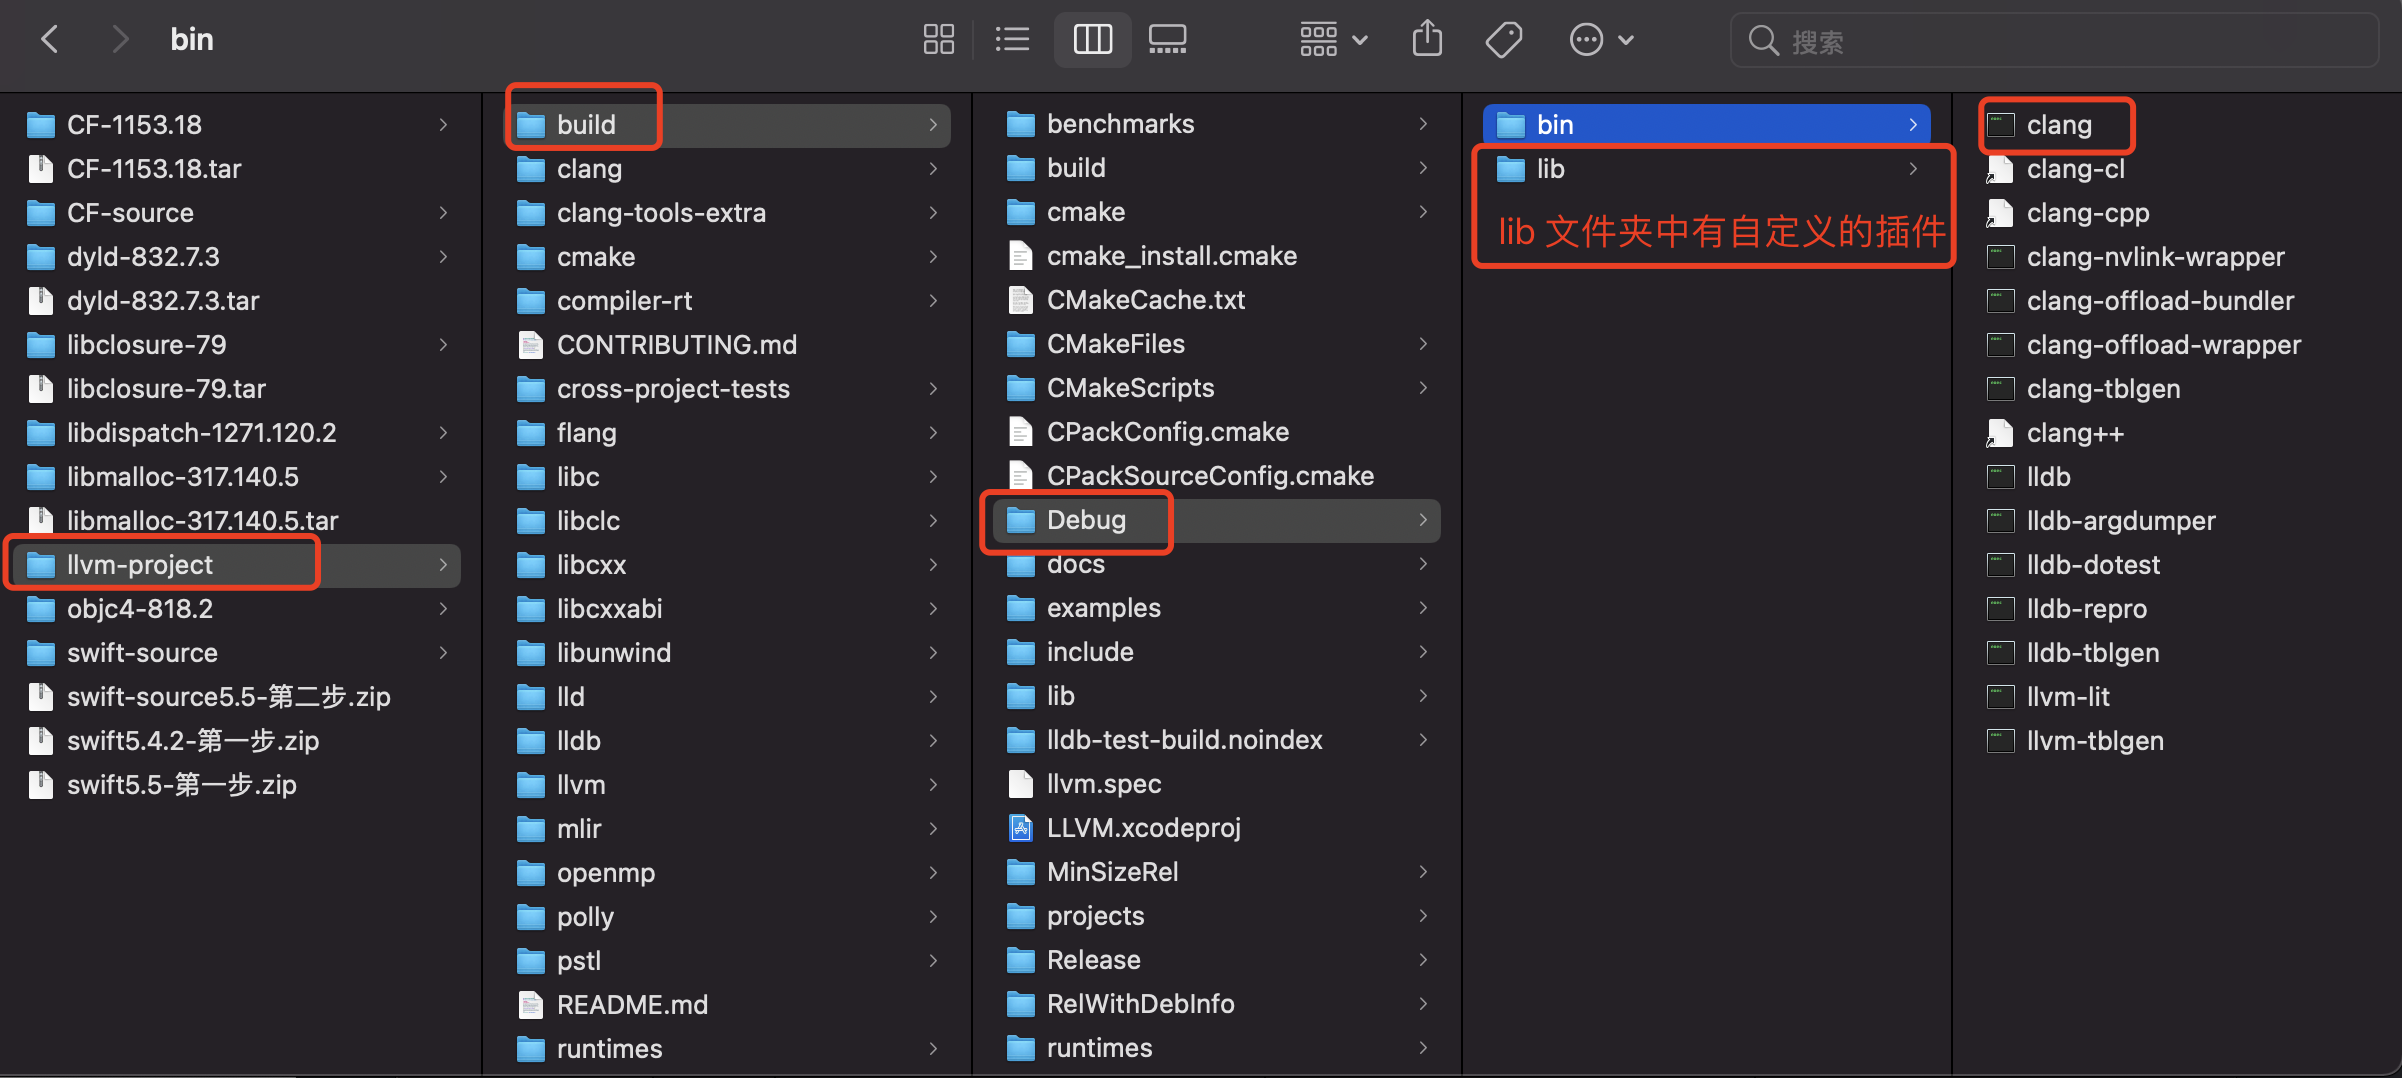 bin
搜索
CF-1153.18
CF-1153.18.tar
CF-source
dyld-832.7.3
dyld-832.7.3.tar
libclosure-79
libclosure-79.tar
libdispatch-1271.120.2
libmalloc-317.140.5
libmalloc-317.140.5.tar
llvm-project
objc4-818.2
swift-source
swift-source5.5-第二步.zip
swift5.4.2-第一步.zip
swift5.5-第一步.zip
build
clang
clang-tools-extra
cmake
compiler-rt
CONTRIBUTING.md
cross-project-tests
flang
libc
libclc
libcxx
libcxxabi
libunwind
lld
lldb
llvm
mlir
openmp
polly
pstl
README.md
runtimes
benchmarks
build
cmake
cmake_install.cmake
CMakeCache.txt
CMakeFiles
CMakeScripts
CPackConfig.cmake
CPackSourceConfig.cmake
Debug
docs
examples
include
lib
lldb-test-build.noindex
llvm.spec
LLVM.xcodeproj
MinSizeRel
projects
Release
RelWithDebInfo
runtimes
bin
lib
lib 文件夹中有自定义的插件
clang
clang-cl
clang-cpp
clang-nvlink-wrapper
clang-offload-bundler
clang-offload-wrapper
clang-tblgen
clang++
lldb
lldb-argdumper
lldb-dotest
lldb-repro
lldb-tblgen
llvm-lit
llvm-tblgen